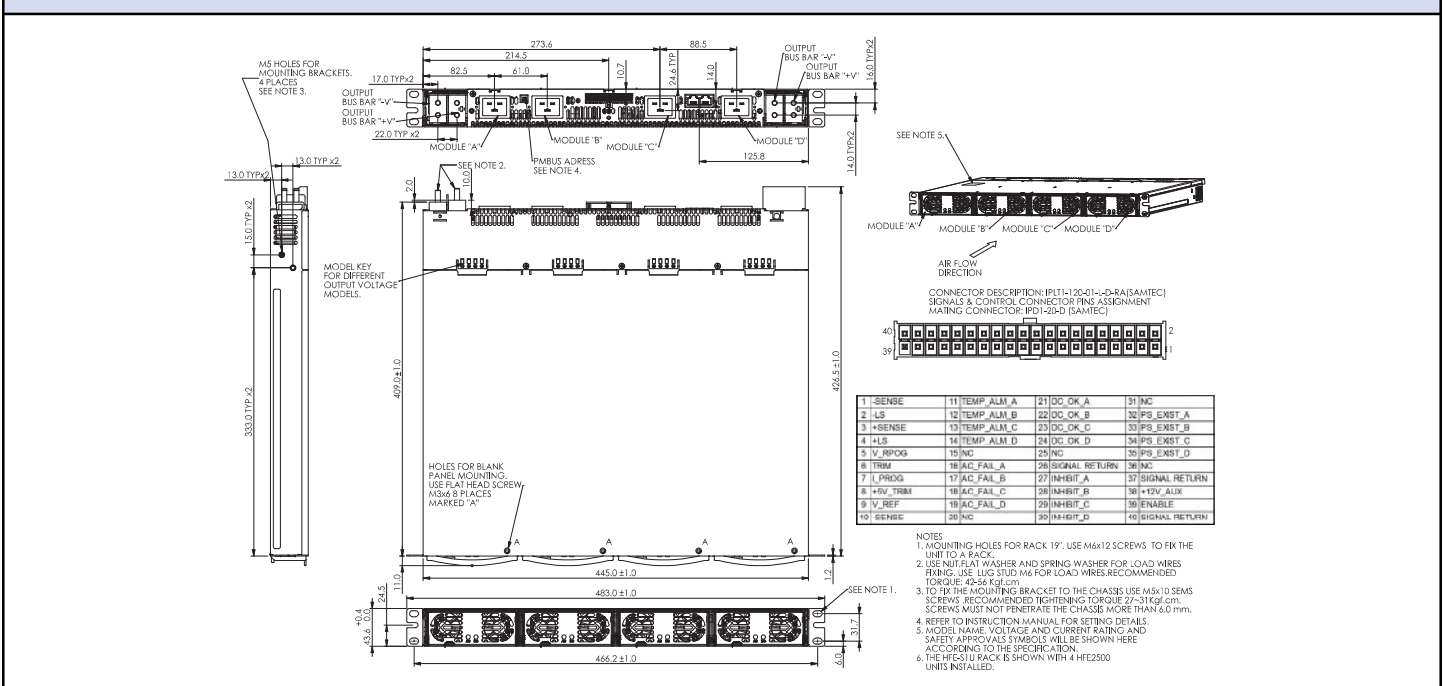 273.6
88.5
214.5
82.5
61.0
10.7
24.6 TYP
14.0
16.0 TYPx2
17.0 TYPx2
22.0 TYP x2
14.0 TYPx2
125.8
M5 HOLES FOR
MOUNTING BRACKETS.
4 PLACES
SEE NOTE 3.
OUTPUT
BUS BAR "-V"
OUTPUT
BUS BAR "+V"
OUTPUT
BUS BAR "-V"
OUTPUT
BUS BAR "+V"
MODULE "A"
MODULE "B"
MODULE "C"
MODULE "D"
PMBUS ADRESS
SEE NOTE 4.
13.0 TYP x2
13.0 TYPx2
15.0 TYP x2
333.0 TYP x2
2.0
SEE NOTE 2.
10.0
MODEL KEY
FOR DIFFERENT
OUTPUT VOLTAGE
MODELS.
409.0±1.0
426.5 ±1.0
HOLES FOR BLANK
PANEL MOUNTING.
USE FLAT HEAD SCREW
M3x6 8 PLACES
MARKED "A"
A
A
A
A
11.0
1.2
445.0 ±1.0
483.0 ±1.0
SEE NOTE 1.
24.5
+0.4
0.0
43.6
31.7
6.0
466.2 ±1.0
SEE NOTE 5.
MODULE "A"
MODULE "B"
MODULE "C"
MODULE "D"
AIR FLOW
DIRECTION
CONNECTOR DESCRIPTION: IPLT1-120-01-L-D-RA(SAMTEC)
SIGNALS & CONTROL CONNECTOR PINS ASSIGNMENT
MATING CONNECTOR: IPD1-20-D (SAMTEC)
40
2
39
1
1 -SENSE 11 TEMP_ALM_A 21 DC_OK_A 31 NC
2 -LS 12 TEMP_ALM_B 22 DC_OK_B 32 PS_EXIST_A
3 +SENSE 13 TEMP_ALM_C 23 DC_OK_C 33 PS_EXIST_B
4 +LS 14 TEMP_ALM_D 24 DC_OK_D 34 PS_EXIST_C
5 V_RPOG 15 NC 25 NC 35 PS_EXIST_D
6 TRIM 16 AC_FAIL_A 26 SIGNAL RETURN 36 NC
7 I_PROG 17 AC_FAIL_B 27 INHIBIT_A 37 SIGNAL RETURN
8 +5V_TRIM 18 AC_FAIL_C 28 INHIBIT_B 38 +12V_AUX
9 V_REF 19 AC_FAIL_D 29 INHIBIT_C 39 ENABLE
10 -SENSE 20 NC 30 INHIBIT_D 40 SIGNAL RETURN
NOTES
1. MOUNTING HOLES FOR RACK 19". USE M6x12 SCREWS TO FIX THE
UNIT TO A RACK.
2. USE NUT,FLAT WASHER AND SPRING WASHER FOR LOAD WIRES
FIXING. USE LUG STUD M6 FOR LOAD WIRES.RECOMMENDED
TORQUE: 42-56 Kgf.cm
3. TO FIX THE MOUNTING BRACKET TO THE CHASSIS USE M5x10 SEMS
SCREWS .RECOMMENDED TIGHTENING TORQUE 27~31Kgf.cm.
SCREWS MUST NOT PENETRATE THE CHASSIS MORE THAN 6.0 mm.
4. REFER TO INSTRUCTION MANUAL FOR SETTING DETAILS.
5. MODEL NAME, VOLTAGE AND CURRENT RATING AND
SAFETY APPROVALS SYMBOLS WILL BE SHOWN HERE
ACCORDING TO THE SPECIFICATION.
6. THE HFE-S1U RACK IS SHOWN WITH 4 HFE2500
UNITS INSTALLED.